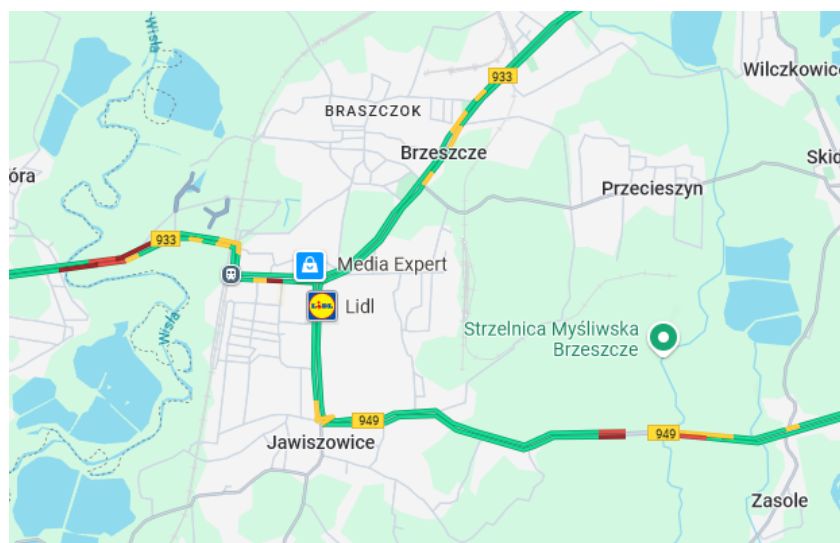 Wisła
933
Wilczkowice
BRASZCZOK
Brzeszcze
Skid
óra
Przecieszyn
933
Media Expert
LIDL
Lidl
Wisła
Strzelnica Myśliwska
Brzeszcze
949
949
Jawiszowice
Zasole